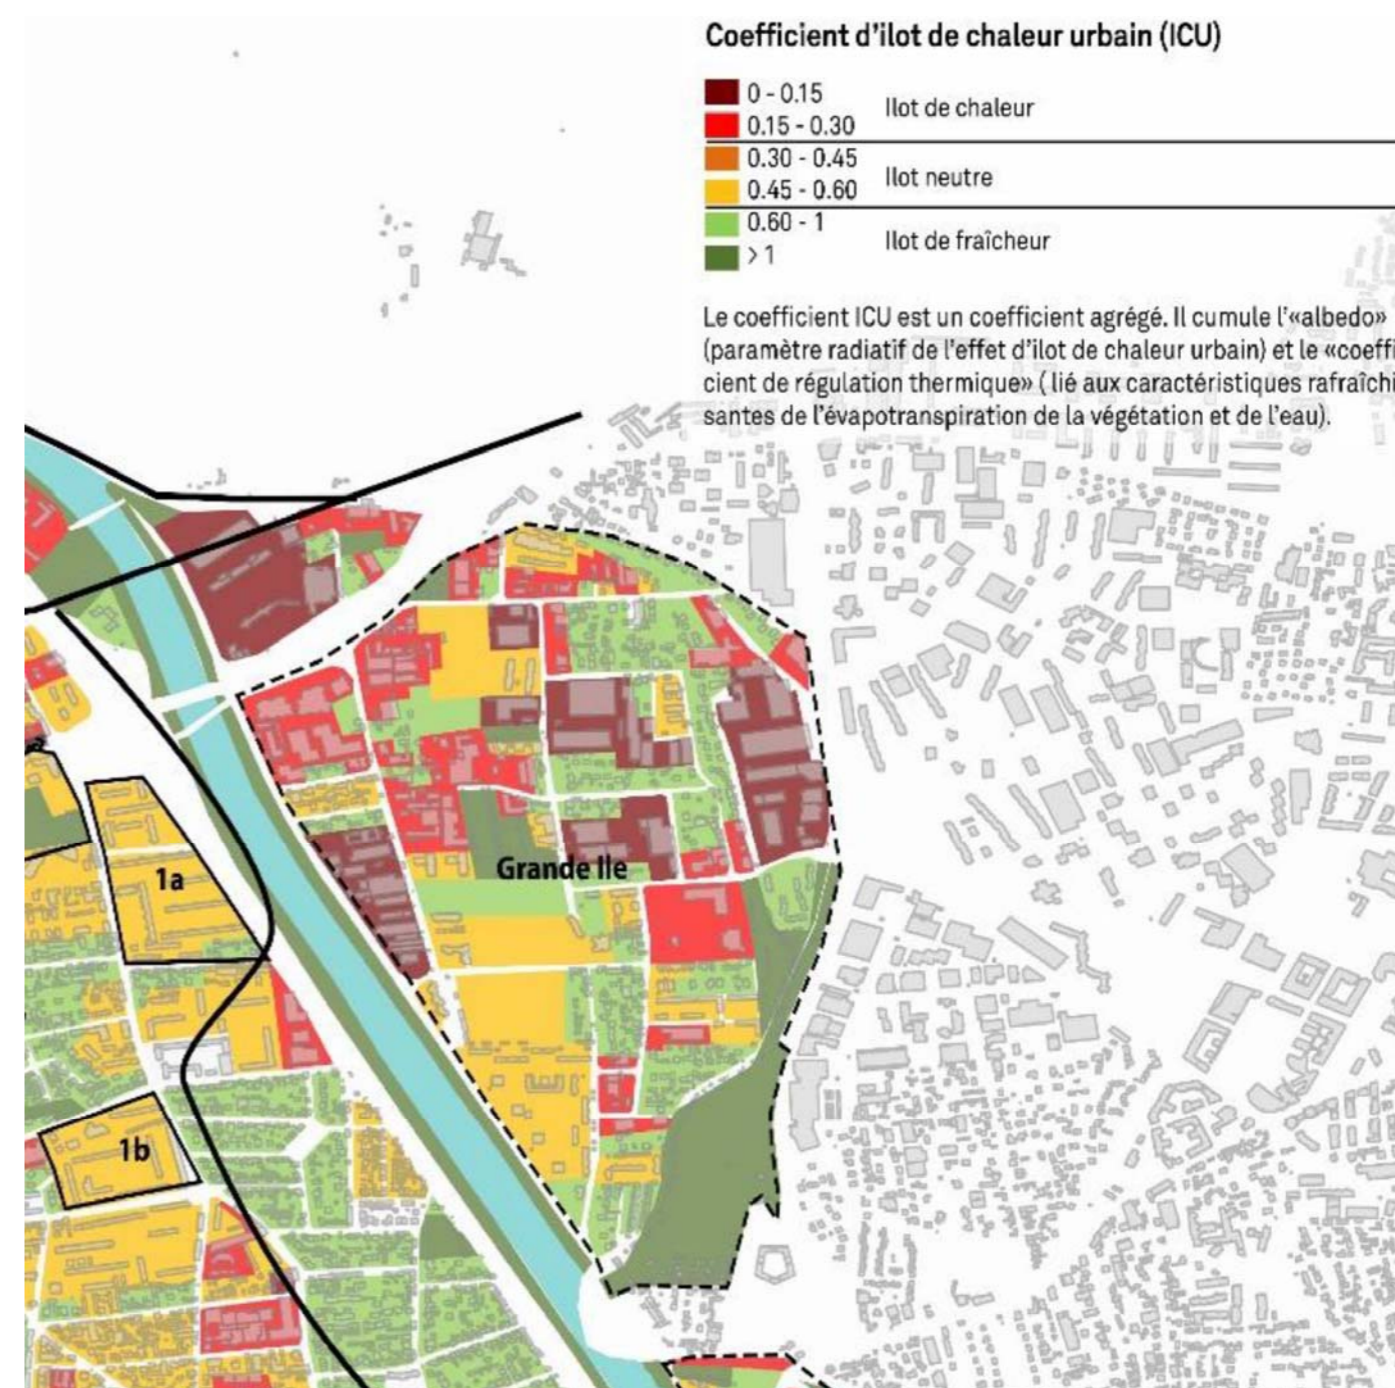 Coefficient d'ilot de chaleur urbain (ICU)
0 - 0.15
0.15 - 0.30
Ilot de chaleur
0.30 - 0.45
0.45 - 0.60
Ilot neutre
0.60 - 1
> 1
Ilot de fraîcheur
Le coefficient ICU est un coefficient agrégé. Il cumule l'«albedo»
(paramètre radiatif de l'effet d'ilot de chaleur urbain) et le «coeffi
cient de régulation thermique» ( lié aux caractéristiques rafraîchi
santes de l'évapotranspiration de la végétation et de l'eau).
Grande Ile
1a
1b